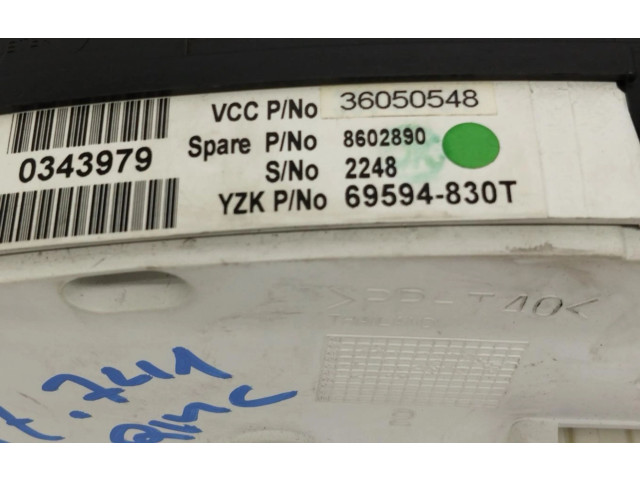 VCC P/No 36050548
Spare P/No 8602890
0343979
S/No 2248
YZK P/No 69594-830T
>PP-T40<